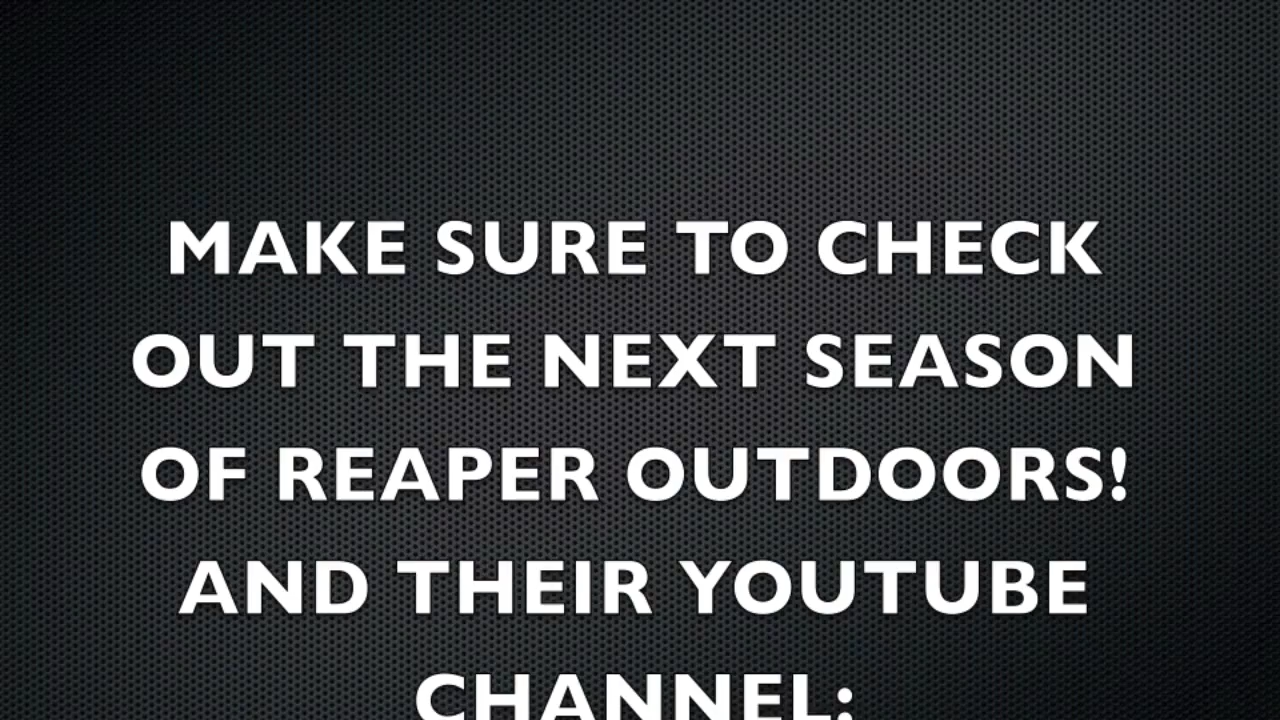 MAKE SURE TO CHECK
OUT THE NEXT SEASON
OF REAPER OUTDOORS!
AND THEIR YOUTUBE
CHANNEL: